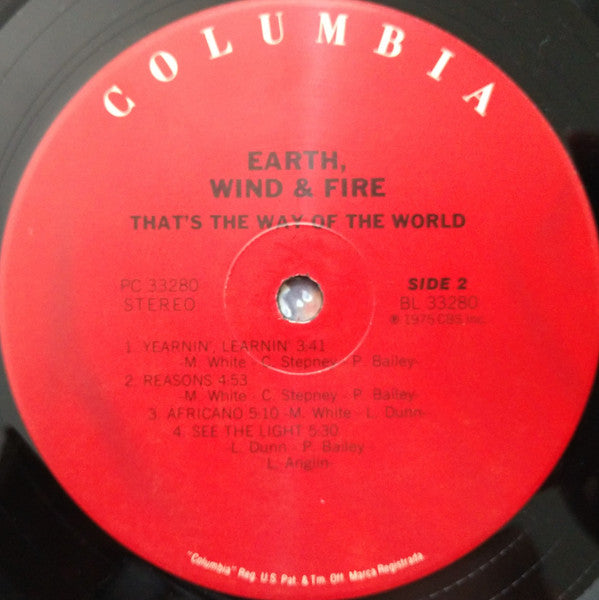 COLUMBIA
EARTH,
WIND & FIRE
THAT'S THE WAY OF THE WORLD
PC 33280
STEREO
SIDE 2
BL 33280
℗ 1975 CBS Inc.
1. YEARNIN', LEARNIN' 3:41
-M. White - C. Stepney - P. Bailey-
2. REASONS 4:53
-M. White - C. Stepney - P. Bailey-
3. AFRICANO 5:10 -M. White - L. Dunn-
4. SEE THE LIGHT 5:30
-L. Dunn - P. Bailey-
L. Anglin-
"Columbia" Reg. U.S. Pat. & Tm. Off. Marca Registrada.